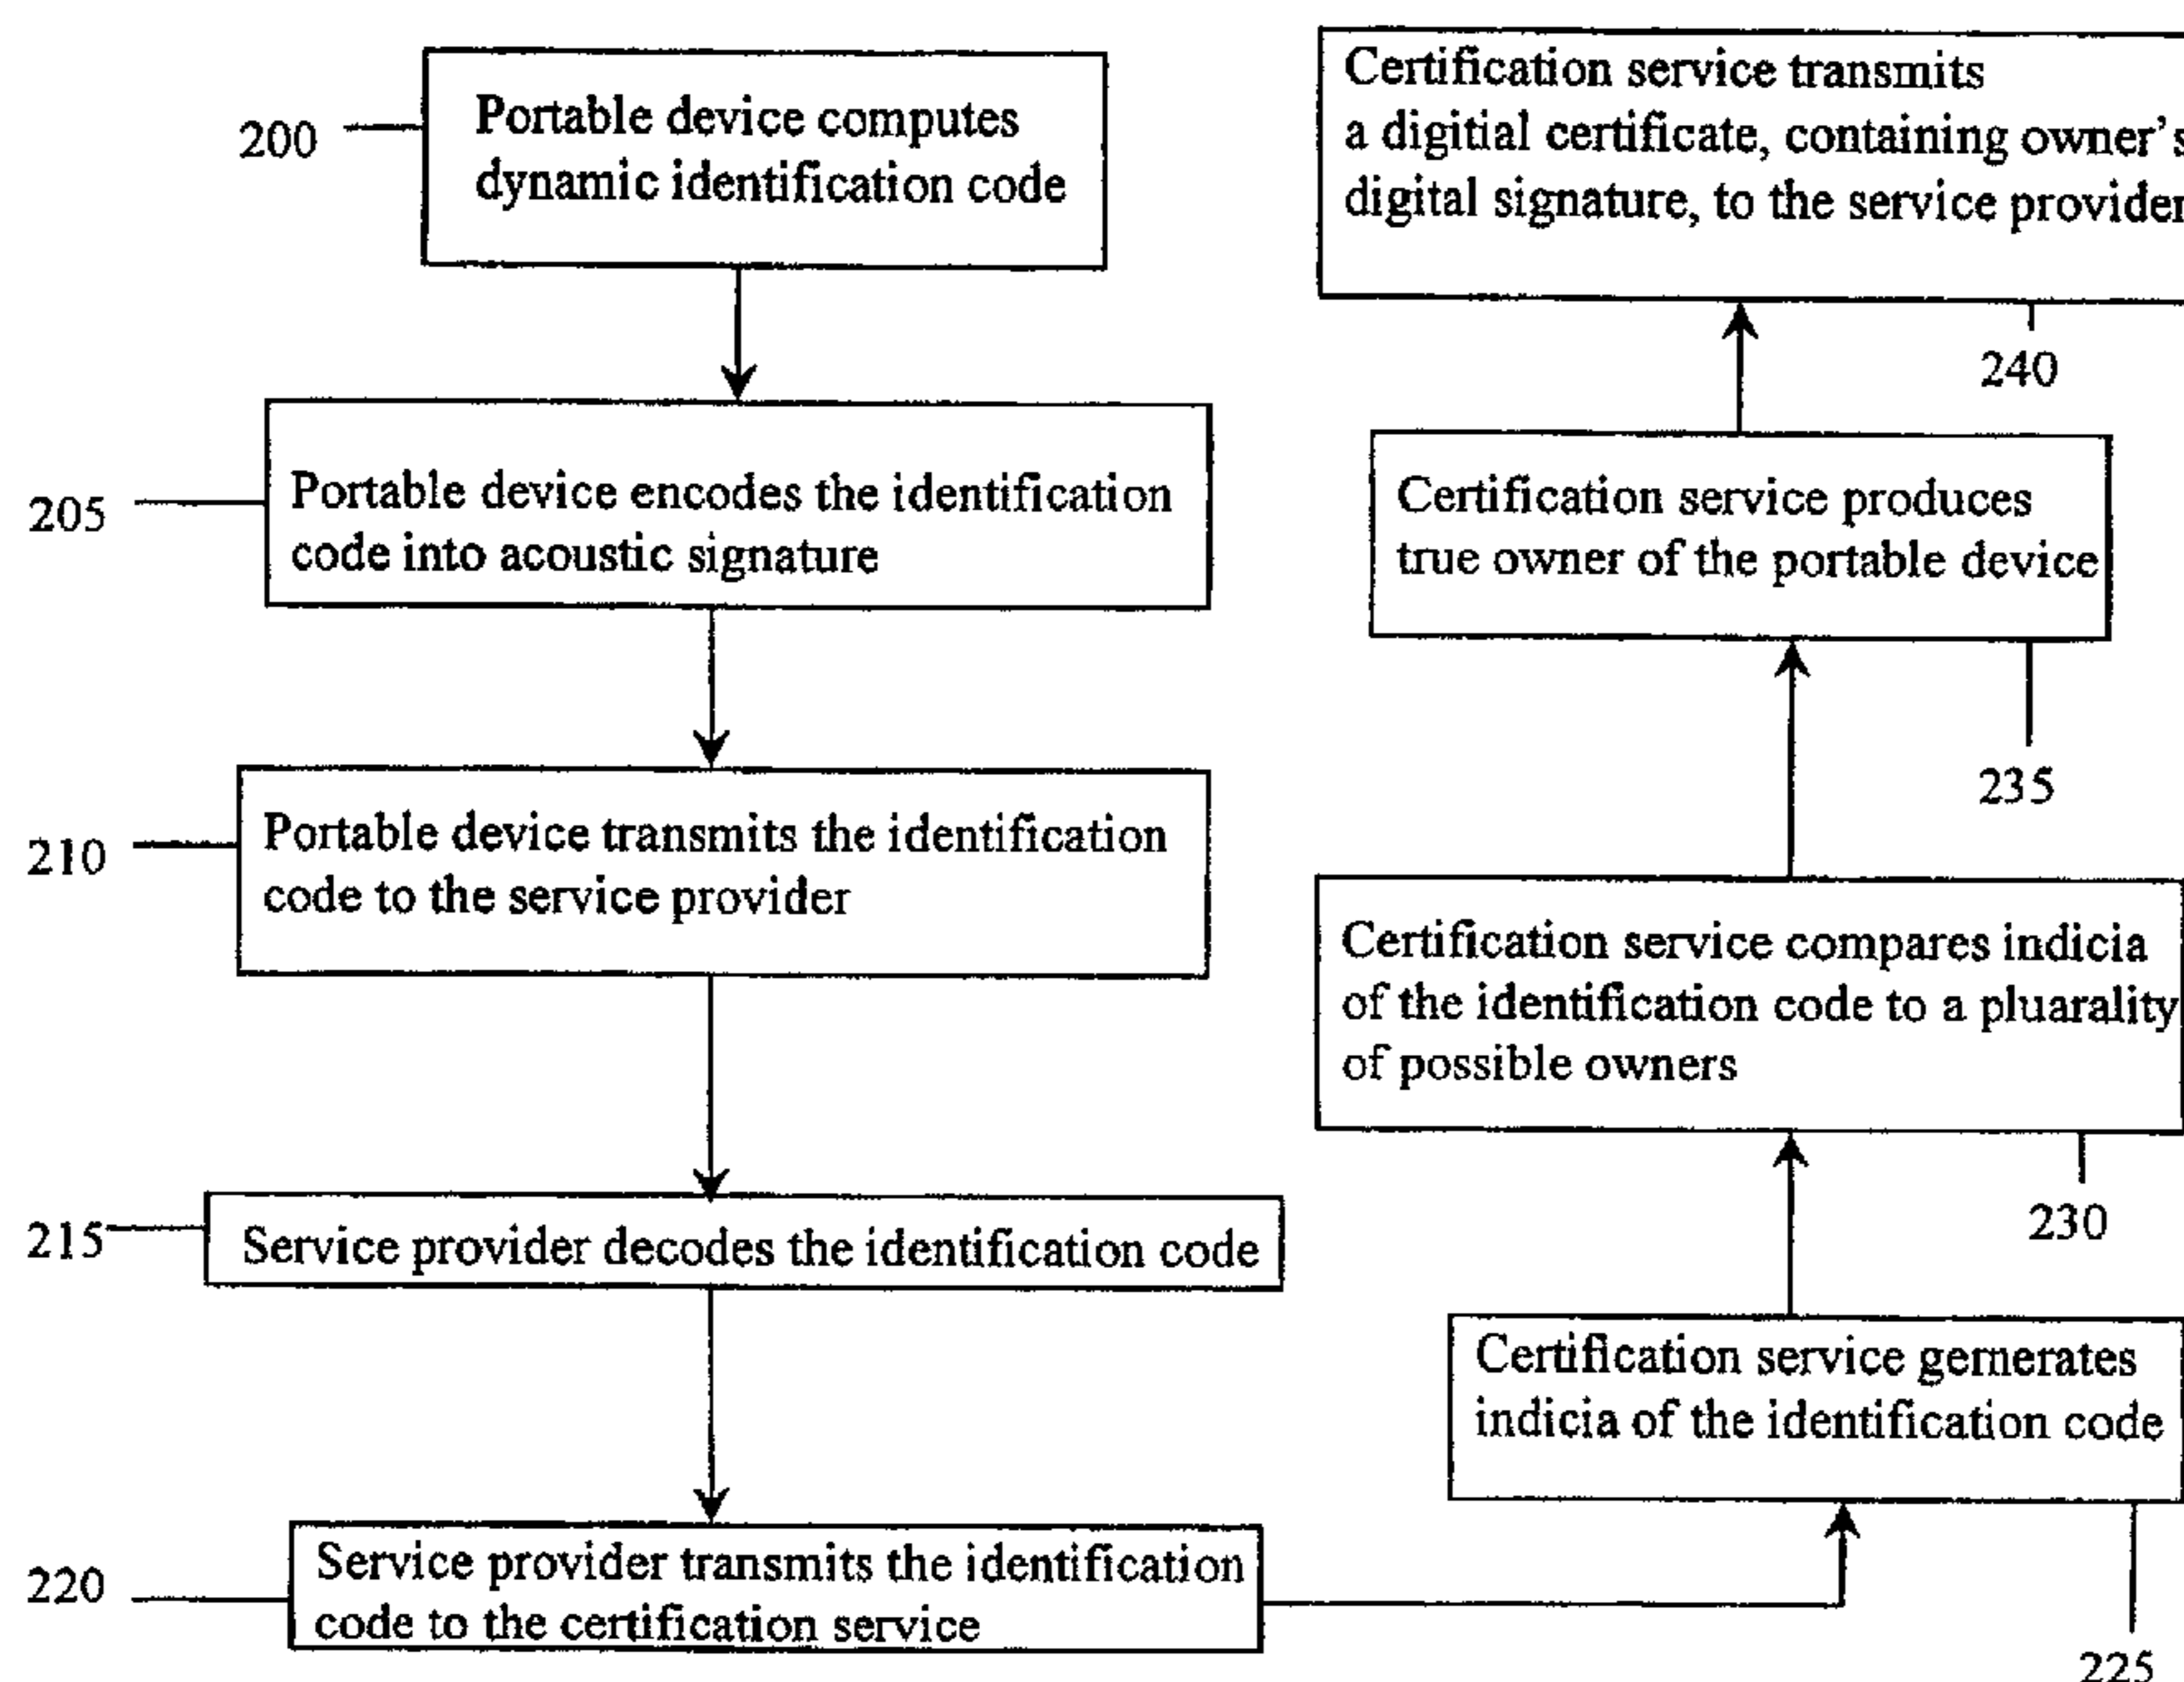 200
Portable device computes
dynamic identification code
205
Portable device encodes the identification
code into acoustic signature
210
Portable device transmits the identification
code to the service provider
215
Service provider decodes the identification code
220
Service provider transmits the identification
code to the certification service
Certification service gemerates
indicia of the identification code
225
Certification service compares indicia
of the identification code to a pluarality
of possible owners
230
Certification service produces
true owner of the portable device
235
Certification service transmits
a digitial certificate, containing owner's
digital signature, to the service provider
240